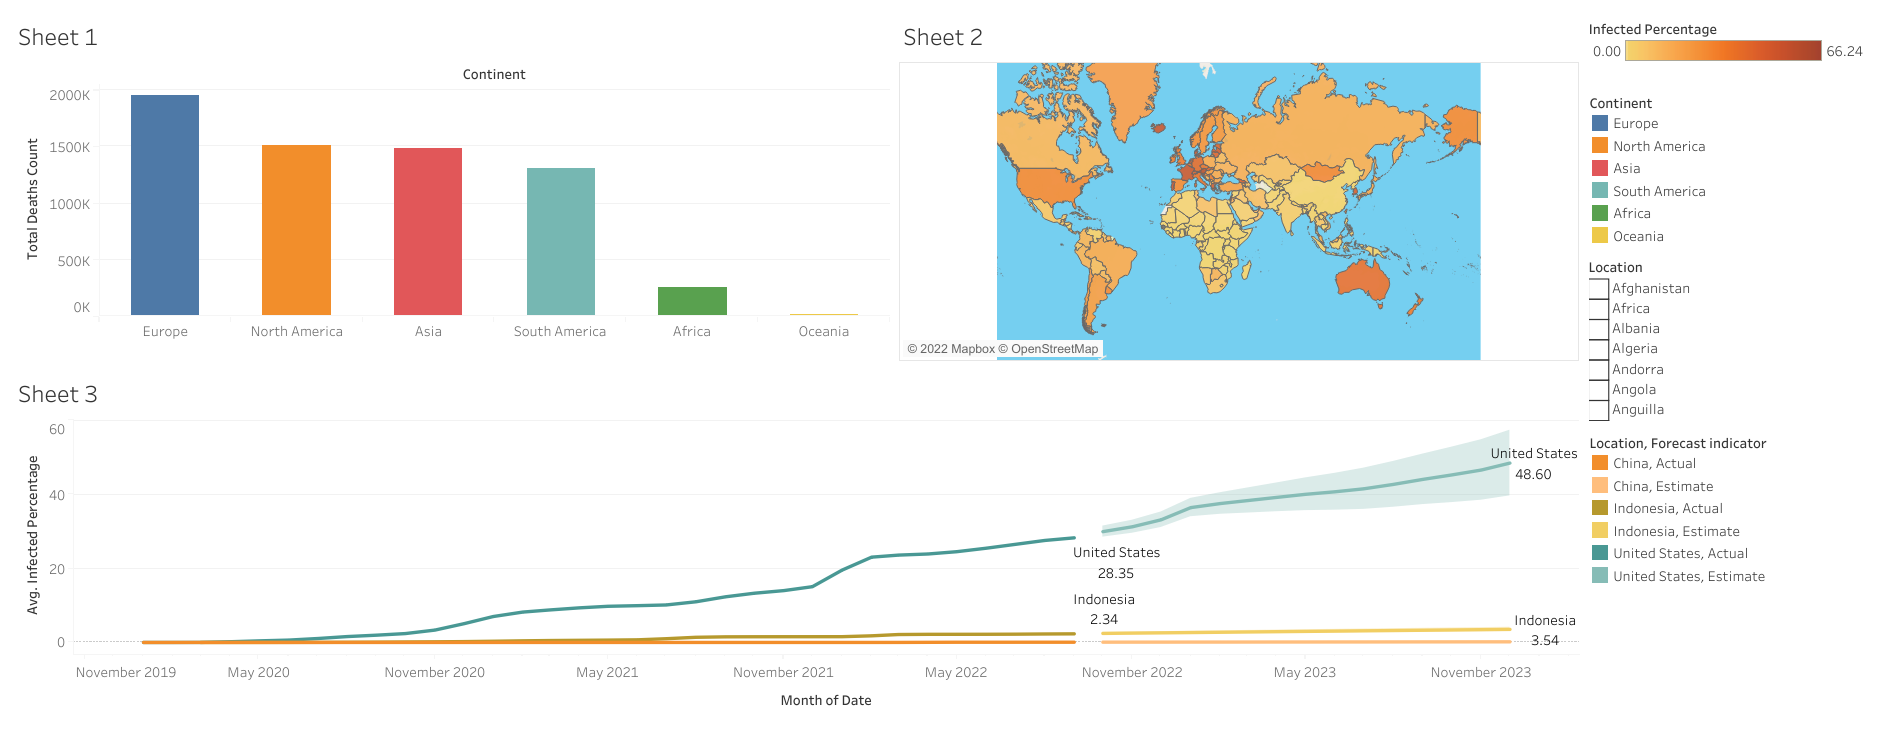 Sheet 1
Continent
Total Deaths Count
2000K
1500K
1000K
500K
0K
Europe
North America
Asia
South America
Africa
Oceania
Sheet 2
© 2022 Mapbox © OpenStreetMap
Infected Percentage
0.00
66.24
Continent
Europe
North America
Asia
South America
Africa
Oceania
Location
Afghanistan
Africa
Albania
Algeria
Andorra
Angola
Anguilla
Sheet 3
Avg. Infected Percentage
60
40
20
0
United States
48.60
United States
28.35
Indonesia
2.34
Indonesia
3.54
November 2019
May 2020
November 2020
May 2021
November 2021
May 2022
November 2022
May 2023
November 2023
Month of Date
Location, Forecast indicator
China, Actual
China, Estimate
Indonesia, Actual
Indonesia, Estimate
United States, Actual
United States, Estimate